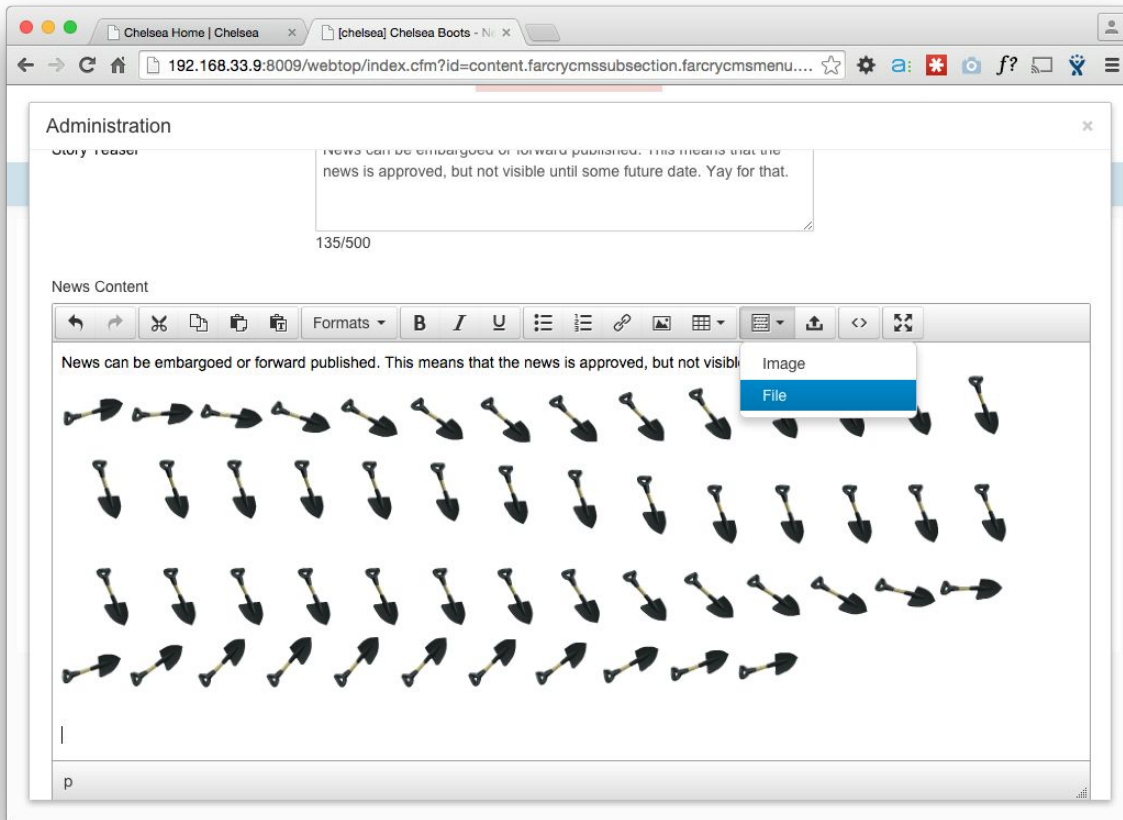 Chelsea Home | Chelsea
[chelsea] Chelsea Boots - Ne
192.168.33.9:8009/webtop/index.cfm?id=content.farcrycmssubsection.farcrycmsmenu....
a:
f?
Administration
Story Teaser
News can be embargoed or forward published. This means that the
news is approved, but not visible until some future date. Yay for that.
135/500
News Content
Formats
B I U
News can be embargoed or forward published. This means that the news is approved, but not visibl
Image
File
p